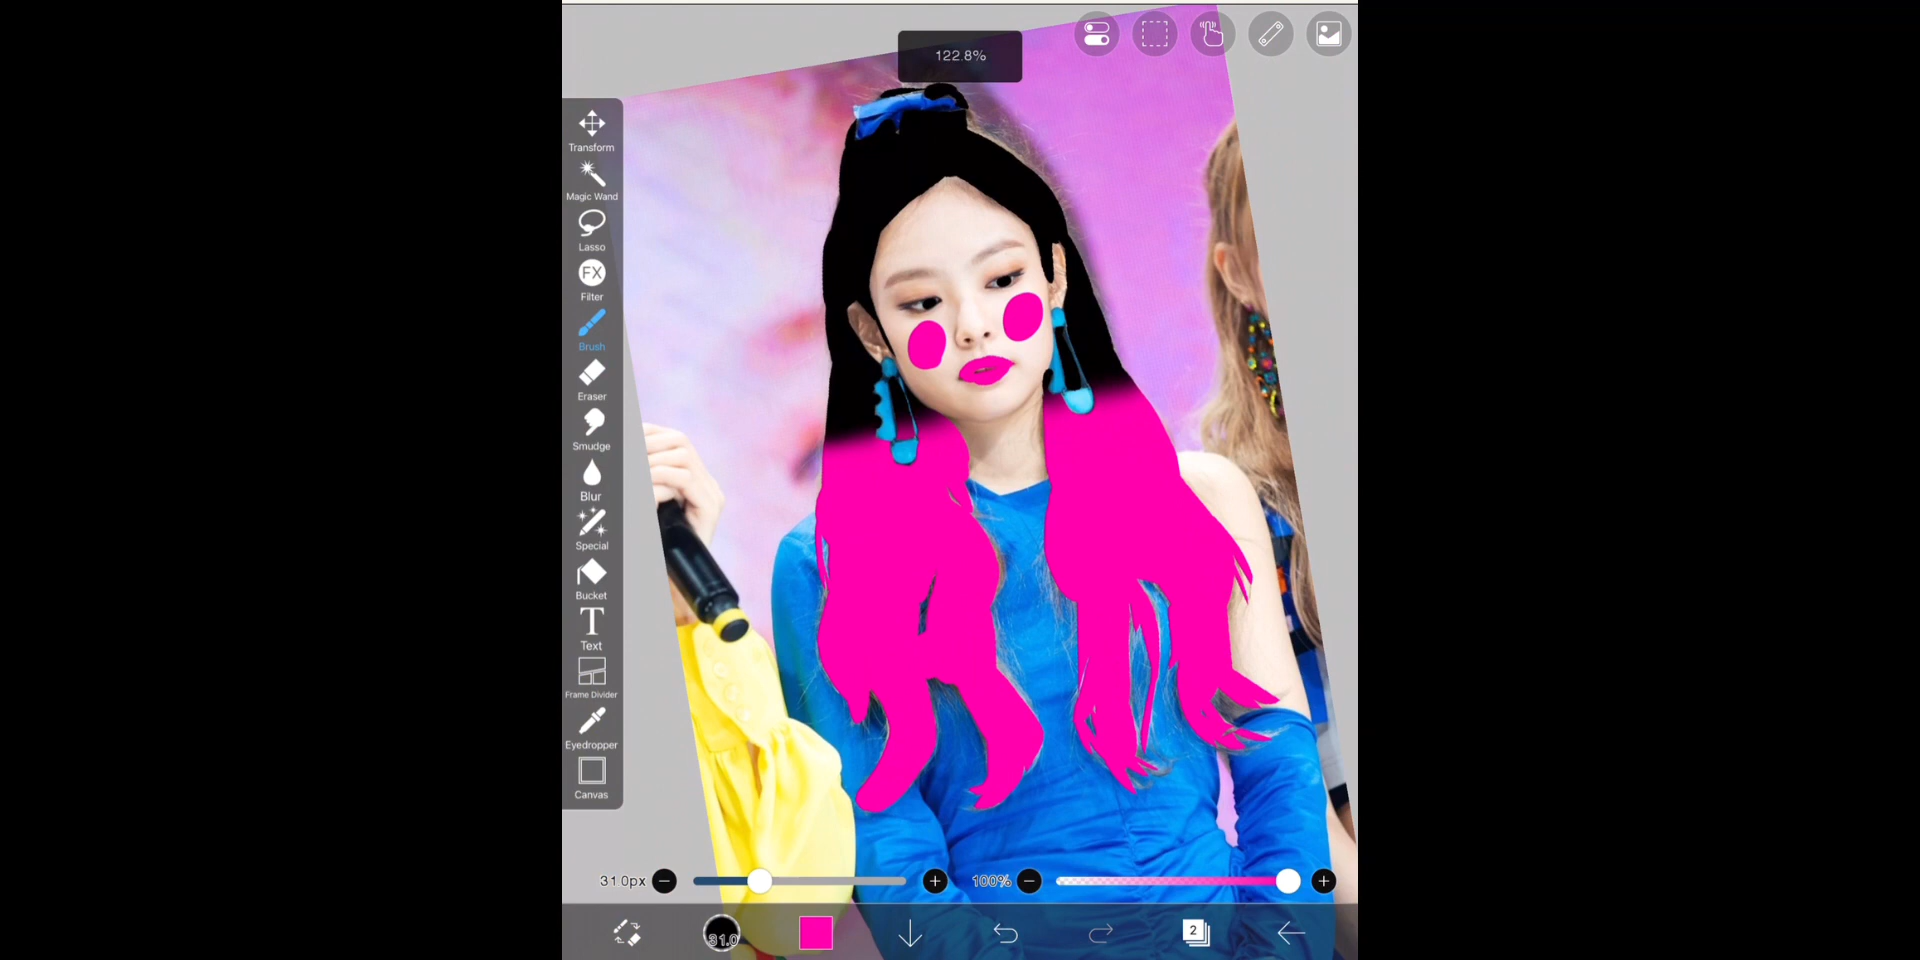 122.8%
Transform
Magic Wand
Lasso
FX
Filter
Brush
Eraser
Smudge
Blur
Special
Bucket
T
Text
Frame Divider
Eyedropper
Canvas
31.0px
100%
31.0
2